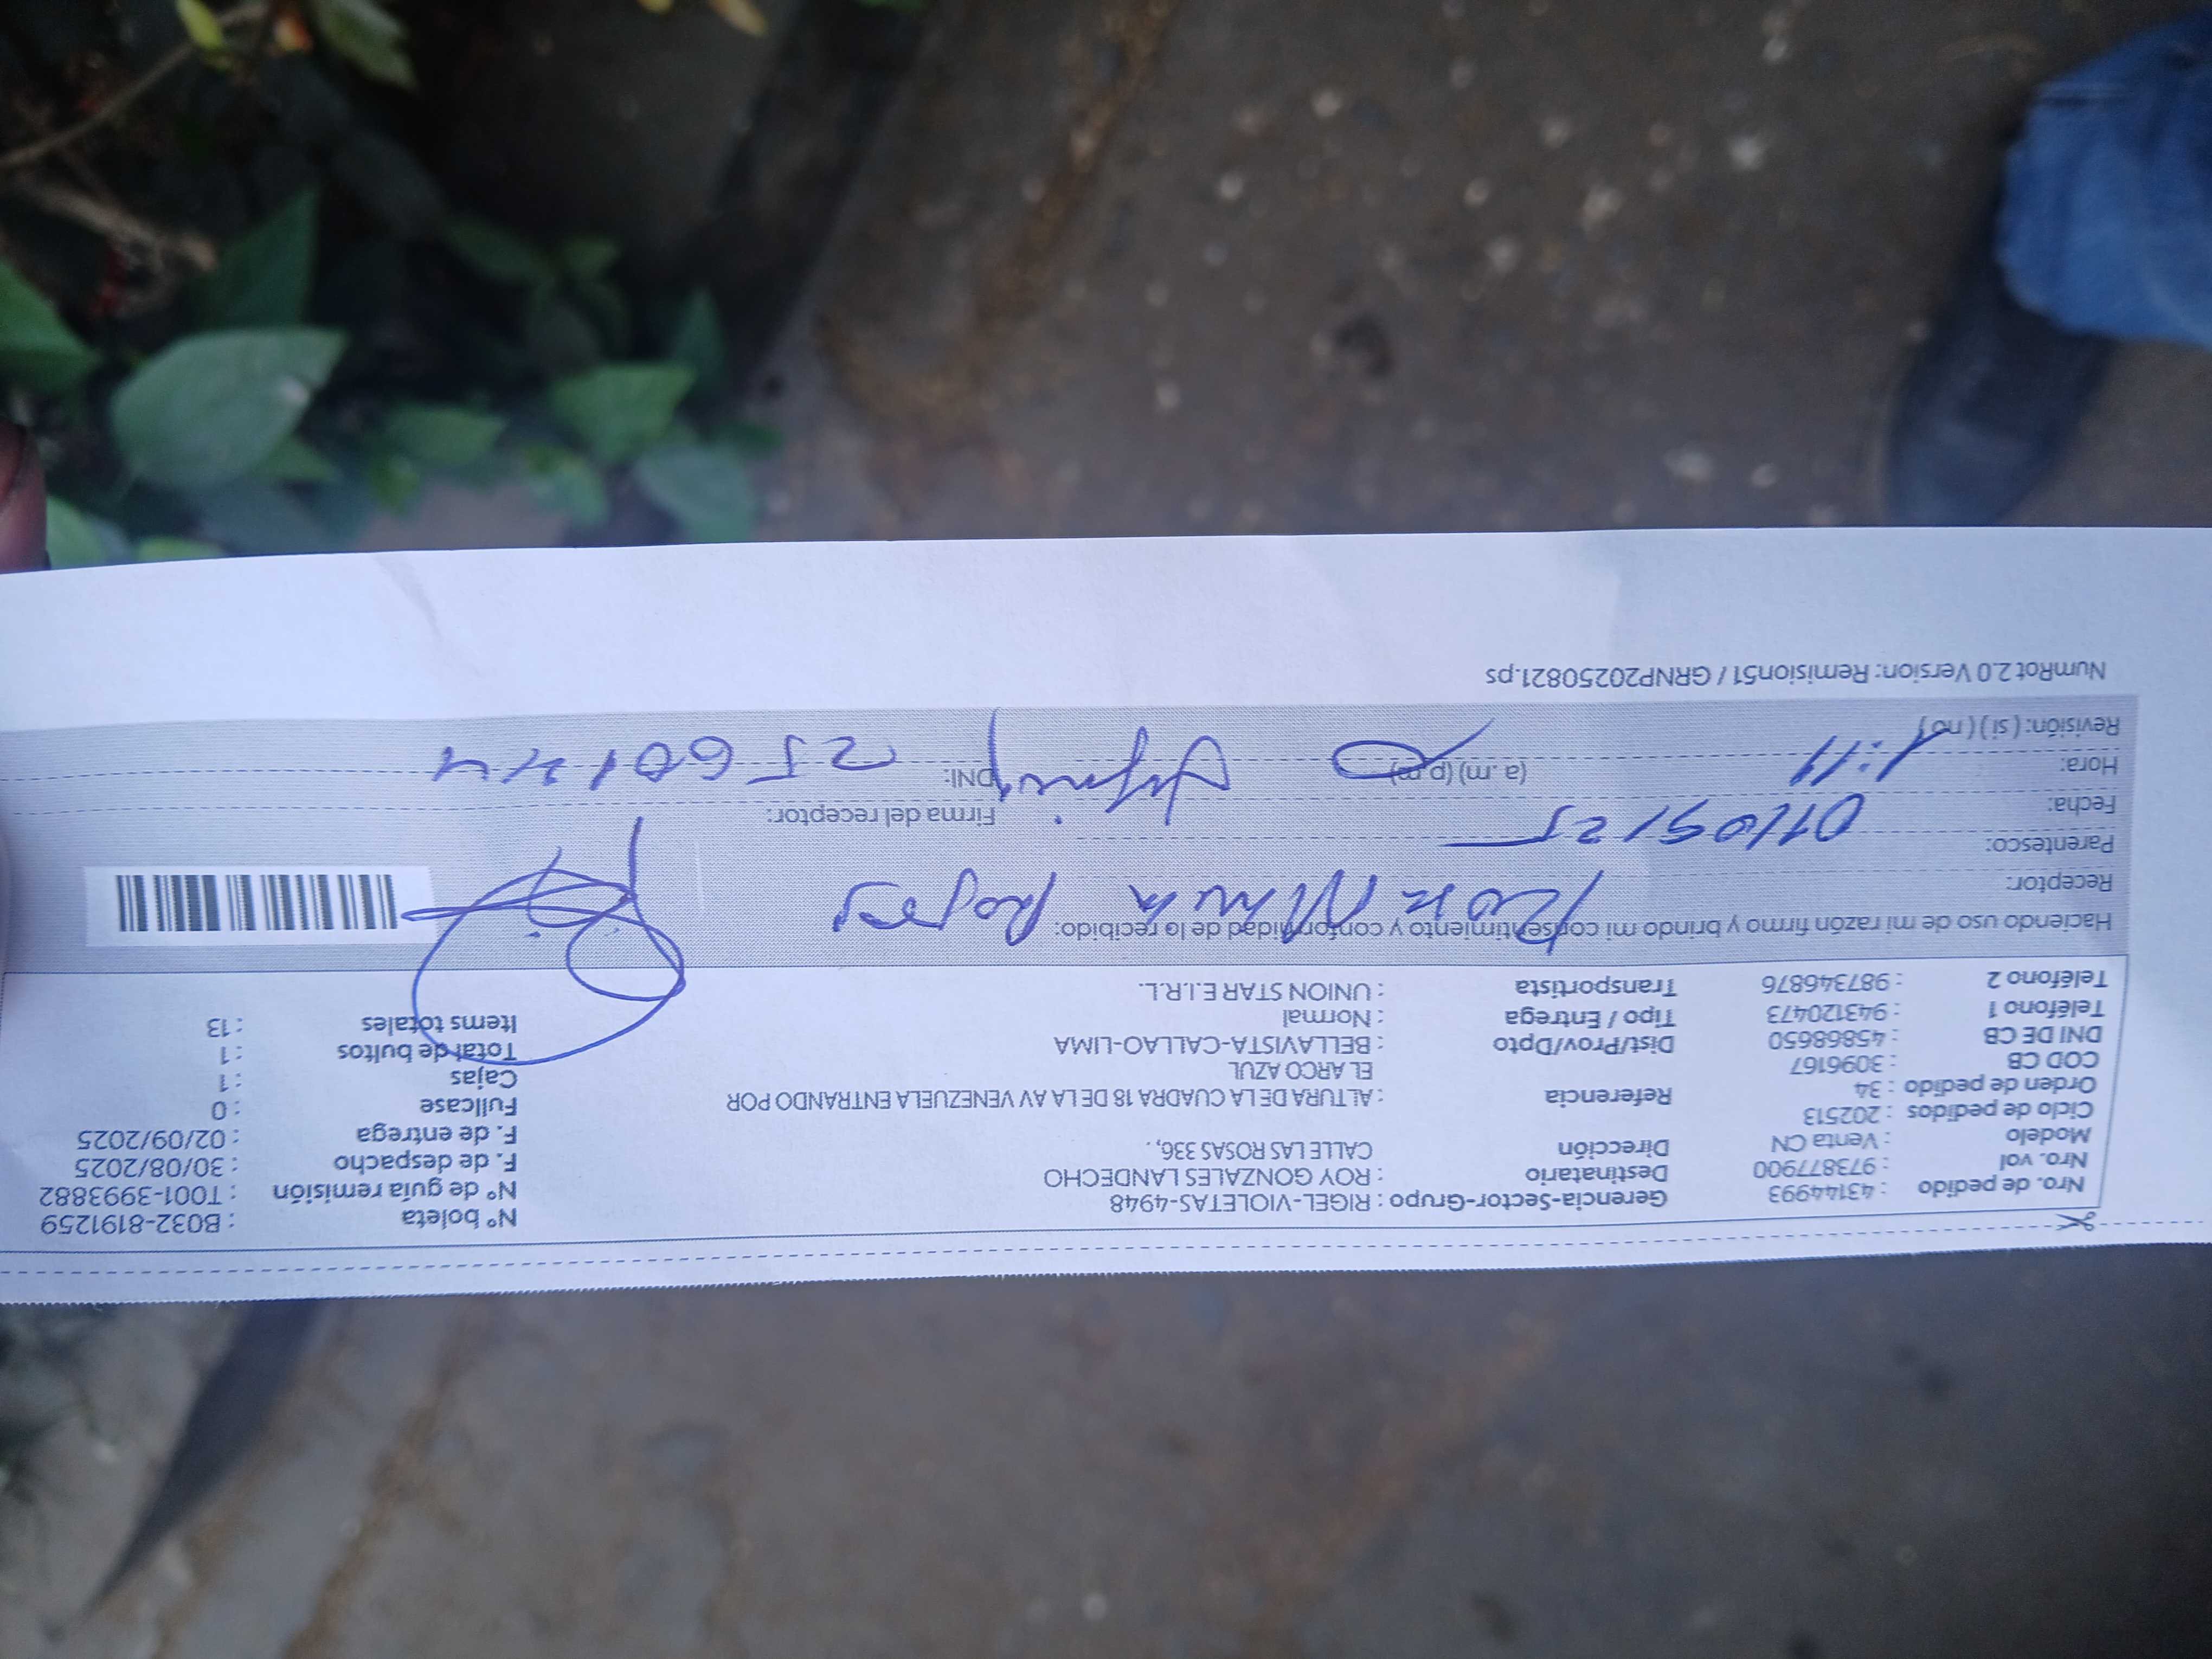 Nro. de pedido : 43144993 Gerencia-Sector-Grupo : RIGEL-VIOLETAS-4948 N° boleta : B032-8191259
Nro. vol : 973877900 Destinatario : ROY GONZALES LANDECHO N° de guía remisión : T001-3993882
Modelo : Venta CN Dirección CALLE LAS ROSAS 336, . F. de despacho : 30/08/2025
Ciclo de pedidos : 202513 F. de entrega : 02/09/2025
Orden de pedido : 34 Referencia : ALTURA DE LA CUADRA 18 DE LA AV VENEZUELA ENTRANDO POR Fullcase : 0
COD CB : 3096167 EL ARCO AZUL Cajas : 1
DNI DE CB : 45868650 Dist/Prov/Dpto : BELLAVISTA-CALLAO-LIMA Total de bultos : 1
Teléfono 1 : 943120473 Tipo / Entrega : Normal Items totales : 13
Teléfono 2 : 987346876 Transportista : UNION STAR E.I.R.L.
Haciendo uso de mi razón firmo y brindo mi consentimiento y conformidad de lo recibido:
Receptor: Rojas
Parentesco:
Fecha: 01/09/25 Firma del receptor:
Hora: 1:14 (a. m) (p. m) DNI:
Revisión: ( si ) ( no )
NumRot 2.0 Version: Remision51 / GRNP20250821.ps